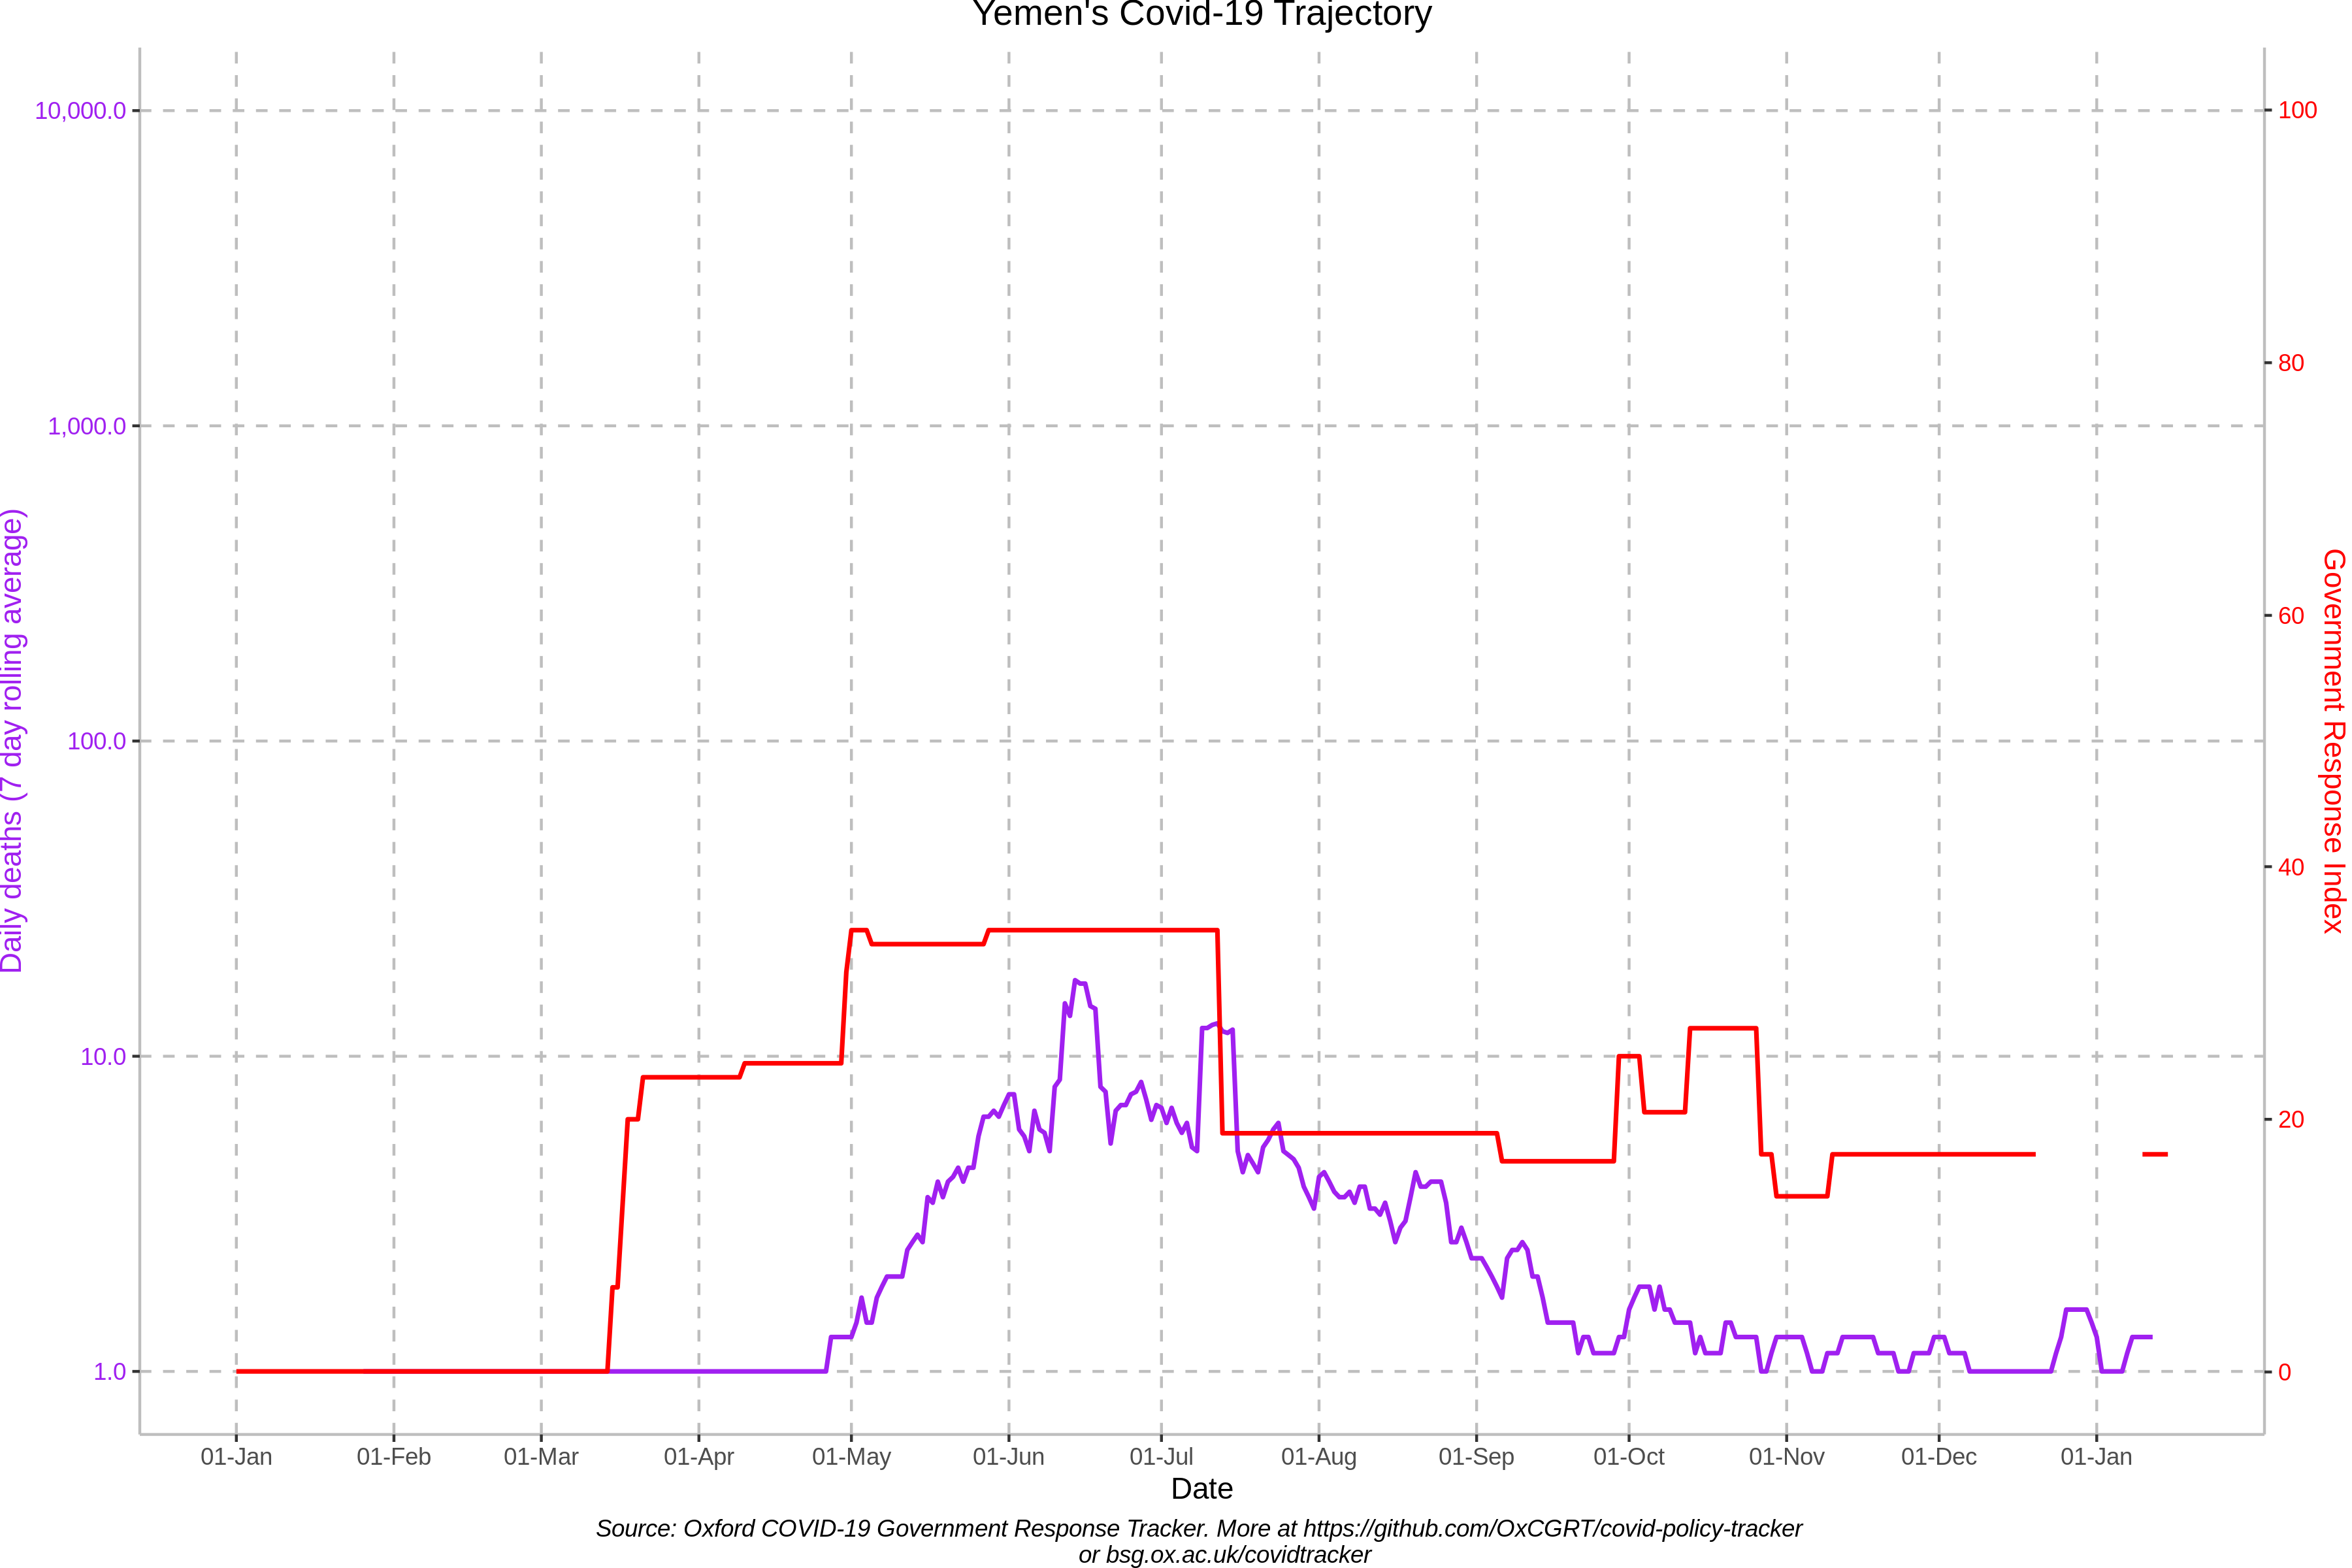 Yemen's Covid-19 Trajectory
10,000.0
1,000.0
100.0
10.0
1.0
Daily deaths (7 day rolling average)
100
80
60
40
20
0
Government Response Index
01-Jan 01-Feb 01-Mar 01-Apr 01-May 01-Jun 01-Jul 01-Aug 01-Sep 01-Oct 01-Nov 01-Dec 01-Jan
Date
Source: Oxford COVID-19 Government Response Tracker. More at https://github.com/OxCGRT/covid-policy-tracker
or bsg.ox.ac.uk/covidtracker